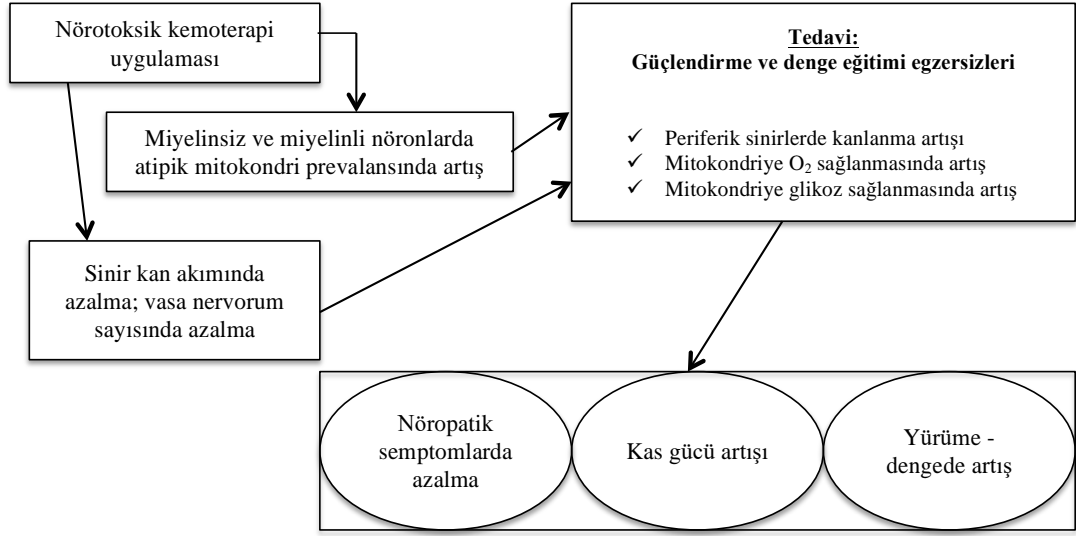 Nörotoksik kemoterapi
uygulaması
Miyelinsiz ve miyelinli nöronlarda
atipik mitokondri prevalansında artış
Sinir kan akımında
azalma; vasa nervorum
sayısında azalma
Tedavi:
Güçlendirme ve denge eğitimi egzersizleri
✓ Periferik sinirlerde kanlanma artışı
✓ Mitokondriye O₂ sağlanmasında artış
✓ Mitokondriye glikoz sağlanmasında artış
Nöropatik
semptomlarda
azalma
Kas gücü artışı
Yürüme -
dengede artış